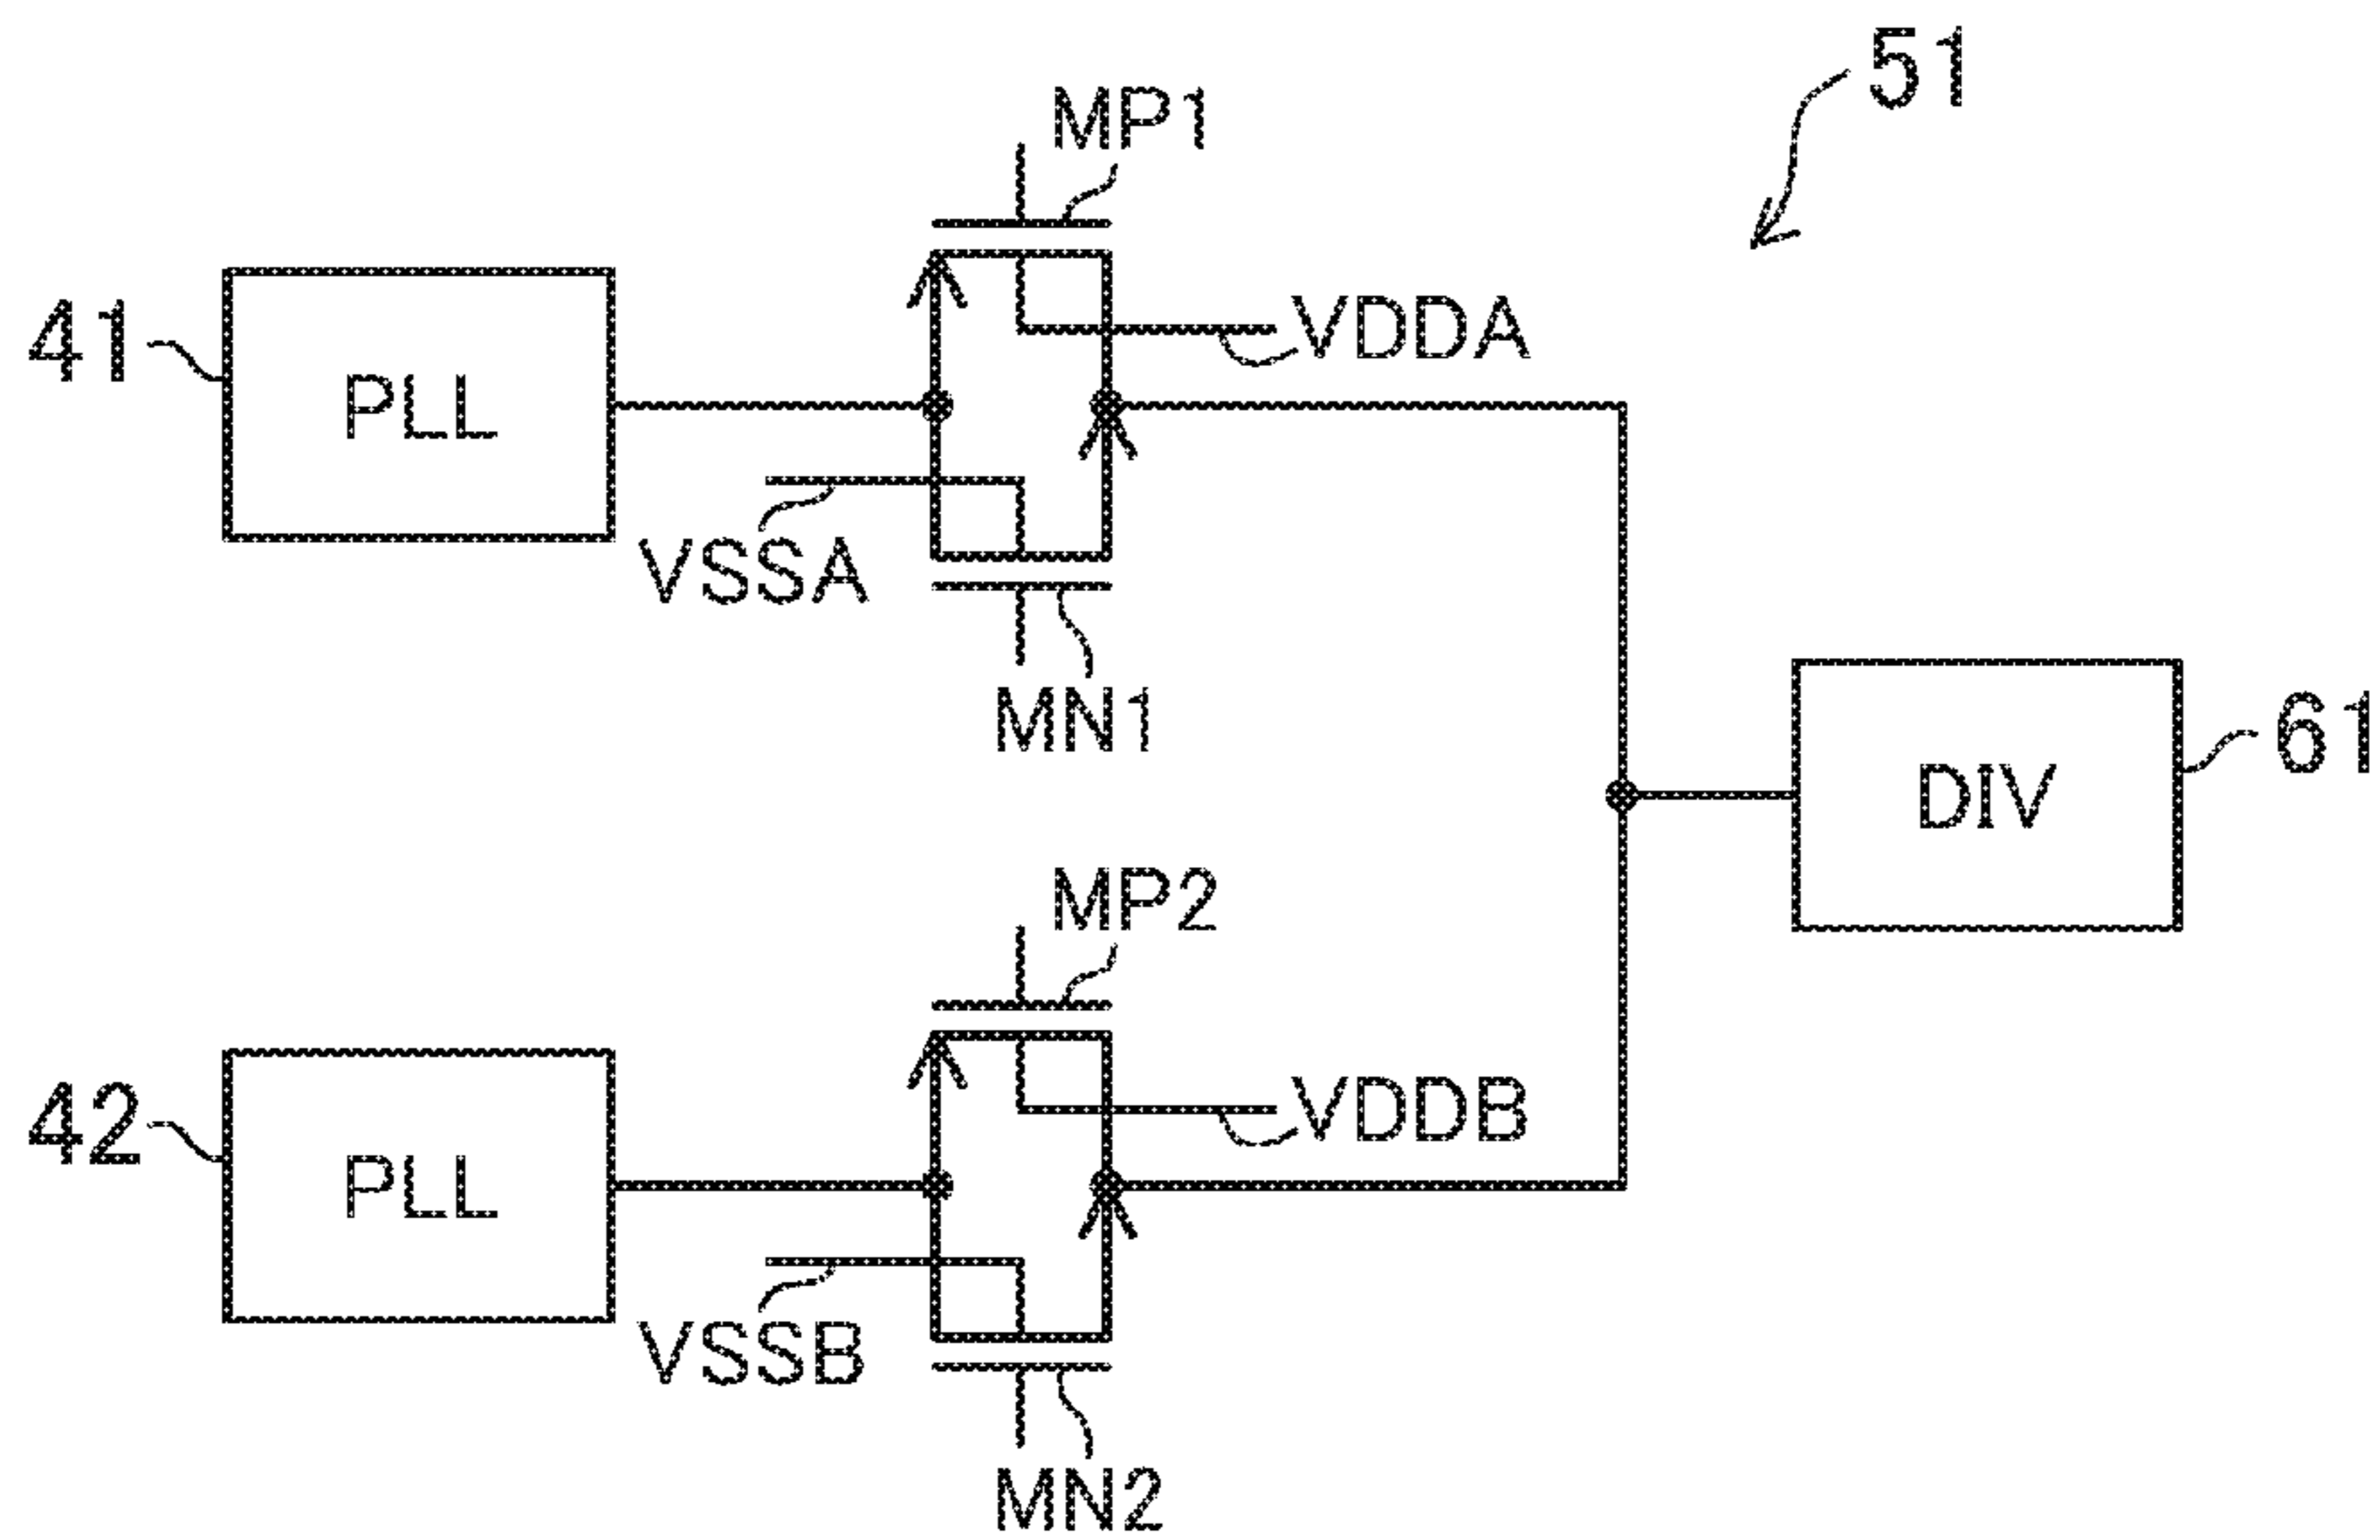 51
MP1
41
PLL
VDDA
VSSA
MN1
61
DIV
MP2
42
PLL
VDDB
VSSB
MN2